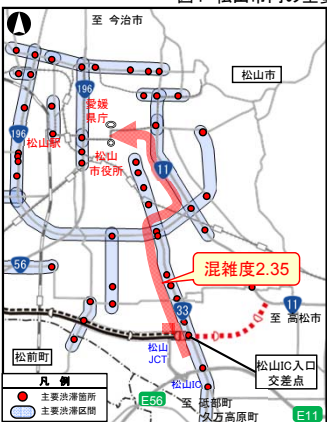 至 今治市
松山市
196
愛媛
県庁
196
松山駅
松山
市役所
11
56
混雑度2.35
33
11
至 高松市
松山
JCT
松前町
松山IC入口
交差点
松山IC
凡 例
主要渋滞箇所
主要渋滞区間
E56
至 砥部町
久万高原町
E11